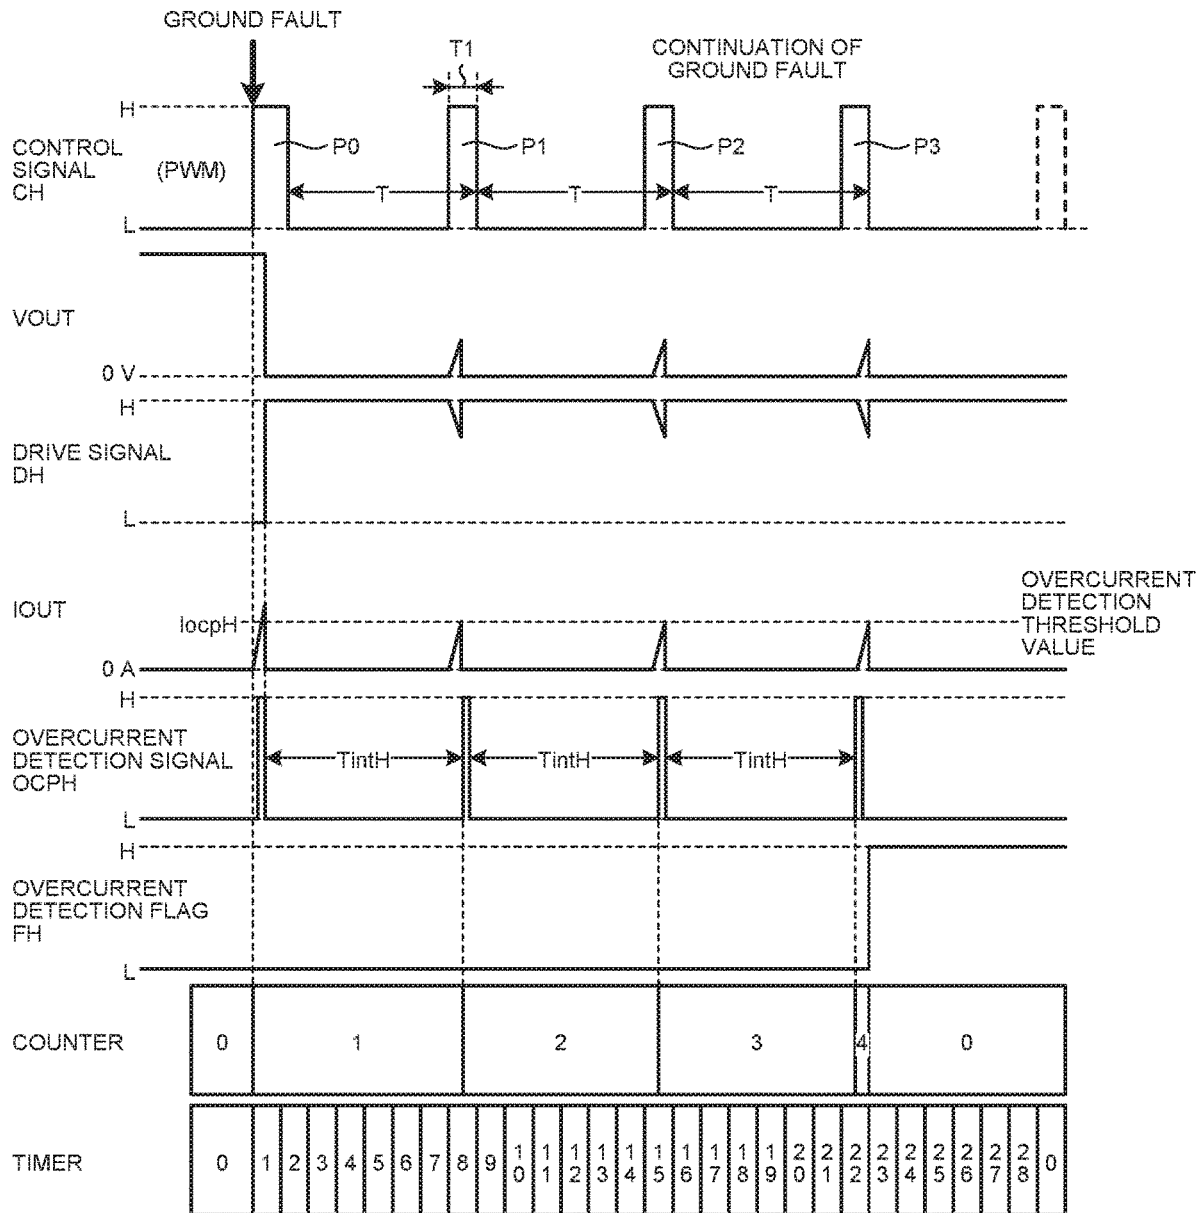 GROUND FAULT
T1
CONTINUATION OF
GROUND FAULT
H
CONTROL
SIGNAL
CH
(PWM)
P0
P1
P2
P3
T
T
T
L
VOUT
0 V
H
DRIVE SIGNAL
DH
L
IOUT
IocpH
0 A
OVERCURRENT
DETECTION
THRESHOLD
VALUE
H
OVERCURRENT
DETECTION SIGNAL
OCPH
TintH
TintH
TintH
L
H
OVERCURRENT
DETECTION FLAG
FH
L
COUNTER
0 1 2 3 4 0
TIMER
0 1 2 3 4 5 6 7 8 9 10 11 12 13 14 15 16 17 18 19 20 21 22 23 24 25 26 27 28 0